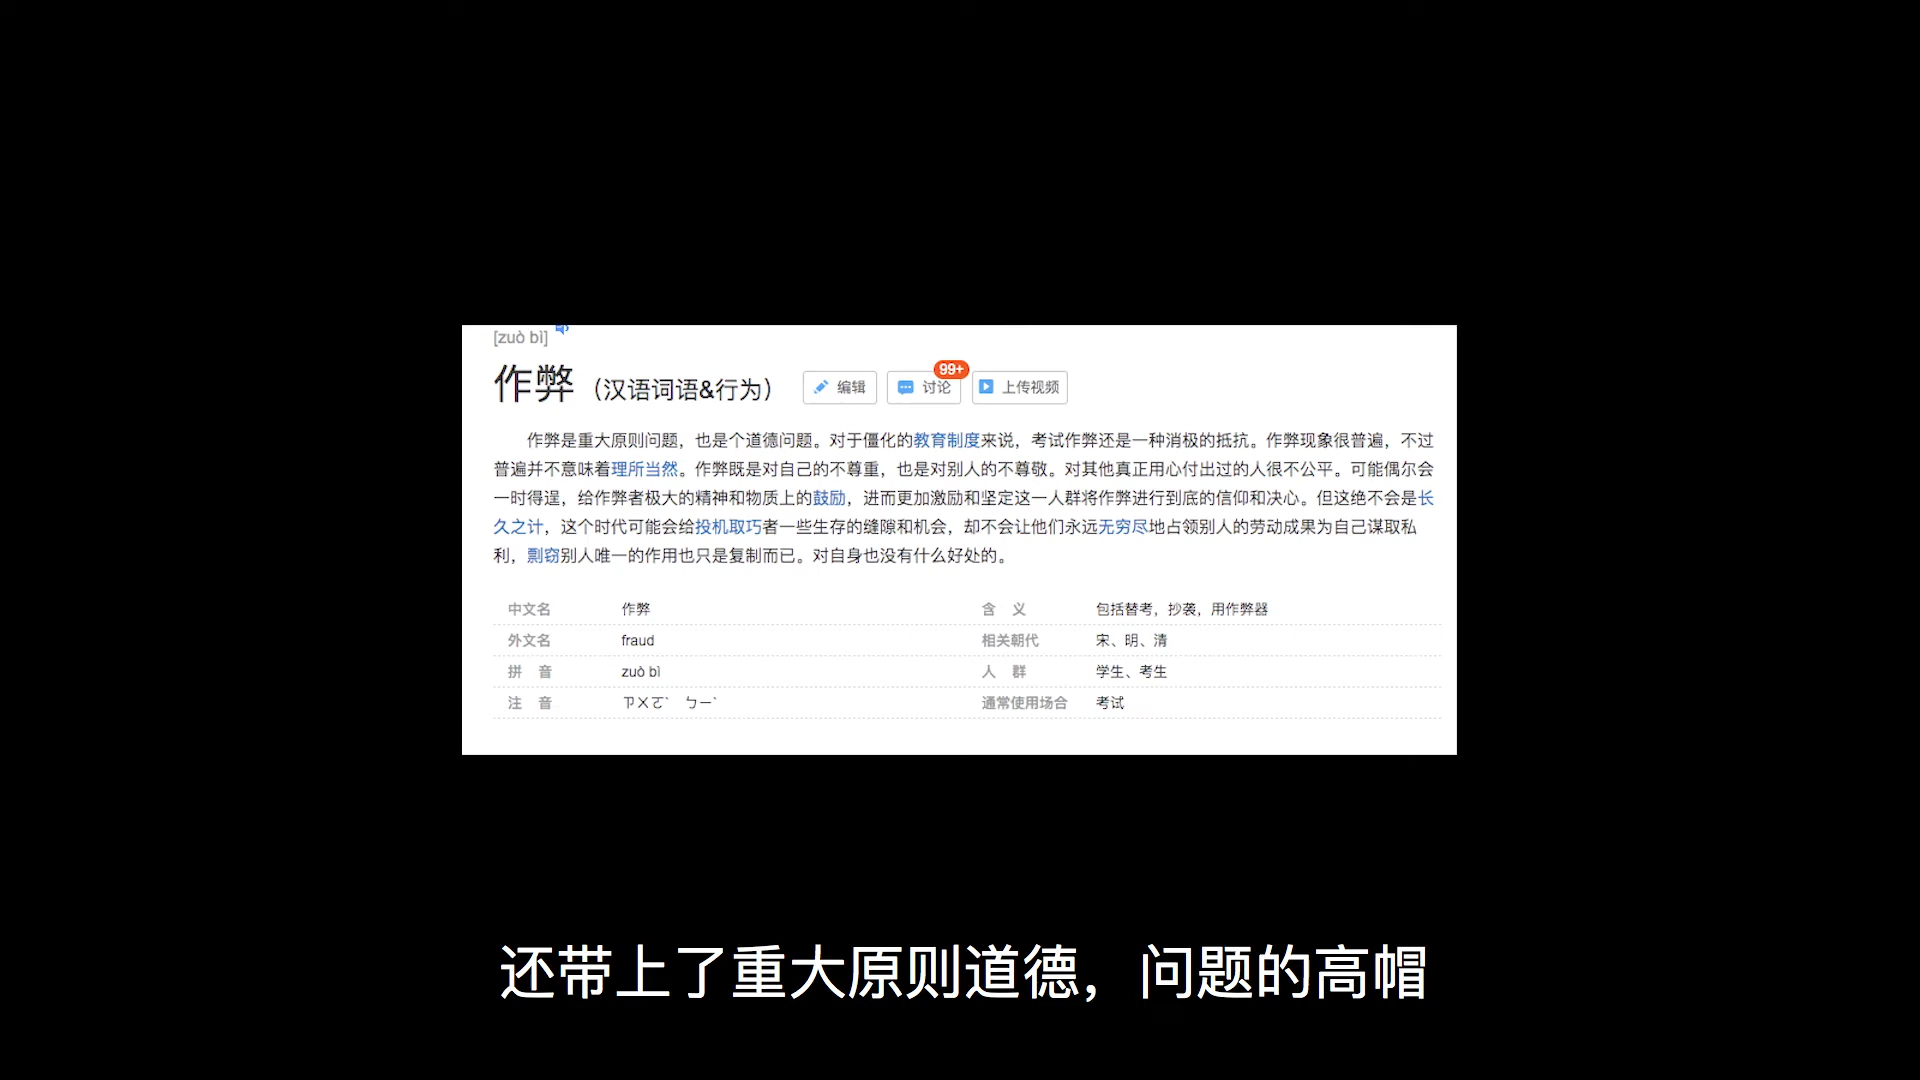 [zuò bì]
作弊（汉语词语&行为） 编辑 讨论 99+ 上传视频
作弊是重大原则问题，也是个道德问题。对于僵化的教育制度来说，考试作弊还是一种消极的抵抗。作弊现象很普遍，不过
普遍并不意味着理所当然。作弊既是对自己的不尊重，也是对别人的不尊敬。对其他真正用心付出过的人很不公平。可能偶尔会
一时得逞，给作弊者极大的精神和物质上的鼓励，进而更加激励和坚定这一人群将作弊进行到底的信仰和决心。但这绝不会是长
久之计，这个时代可能会给投机取巧者一些生存的缝隙和机会，却不会让他们永远无穷尽地占领别人的劳动成果为自己谋取私
利，剽窃别人唯一的作用也只是复制而已。对自身也没有什么好处的。
中文名 作弊 含 义 包括替考，抄袭，用作弊器
外文名 fraud 相关朝代 宋、明、清
拼 音 zuò bì 人 群 学生、考生
注 音 ㄗㄨㄛˋ ㄅㄧˋ 通常使用场合 考试
还带上了重大原则道德，问题的高帽